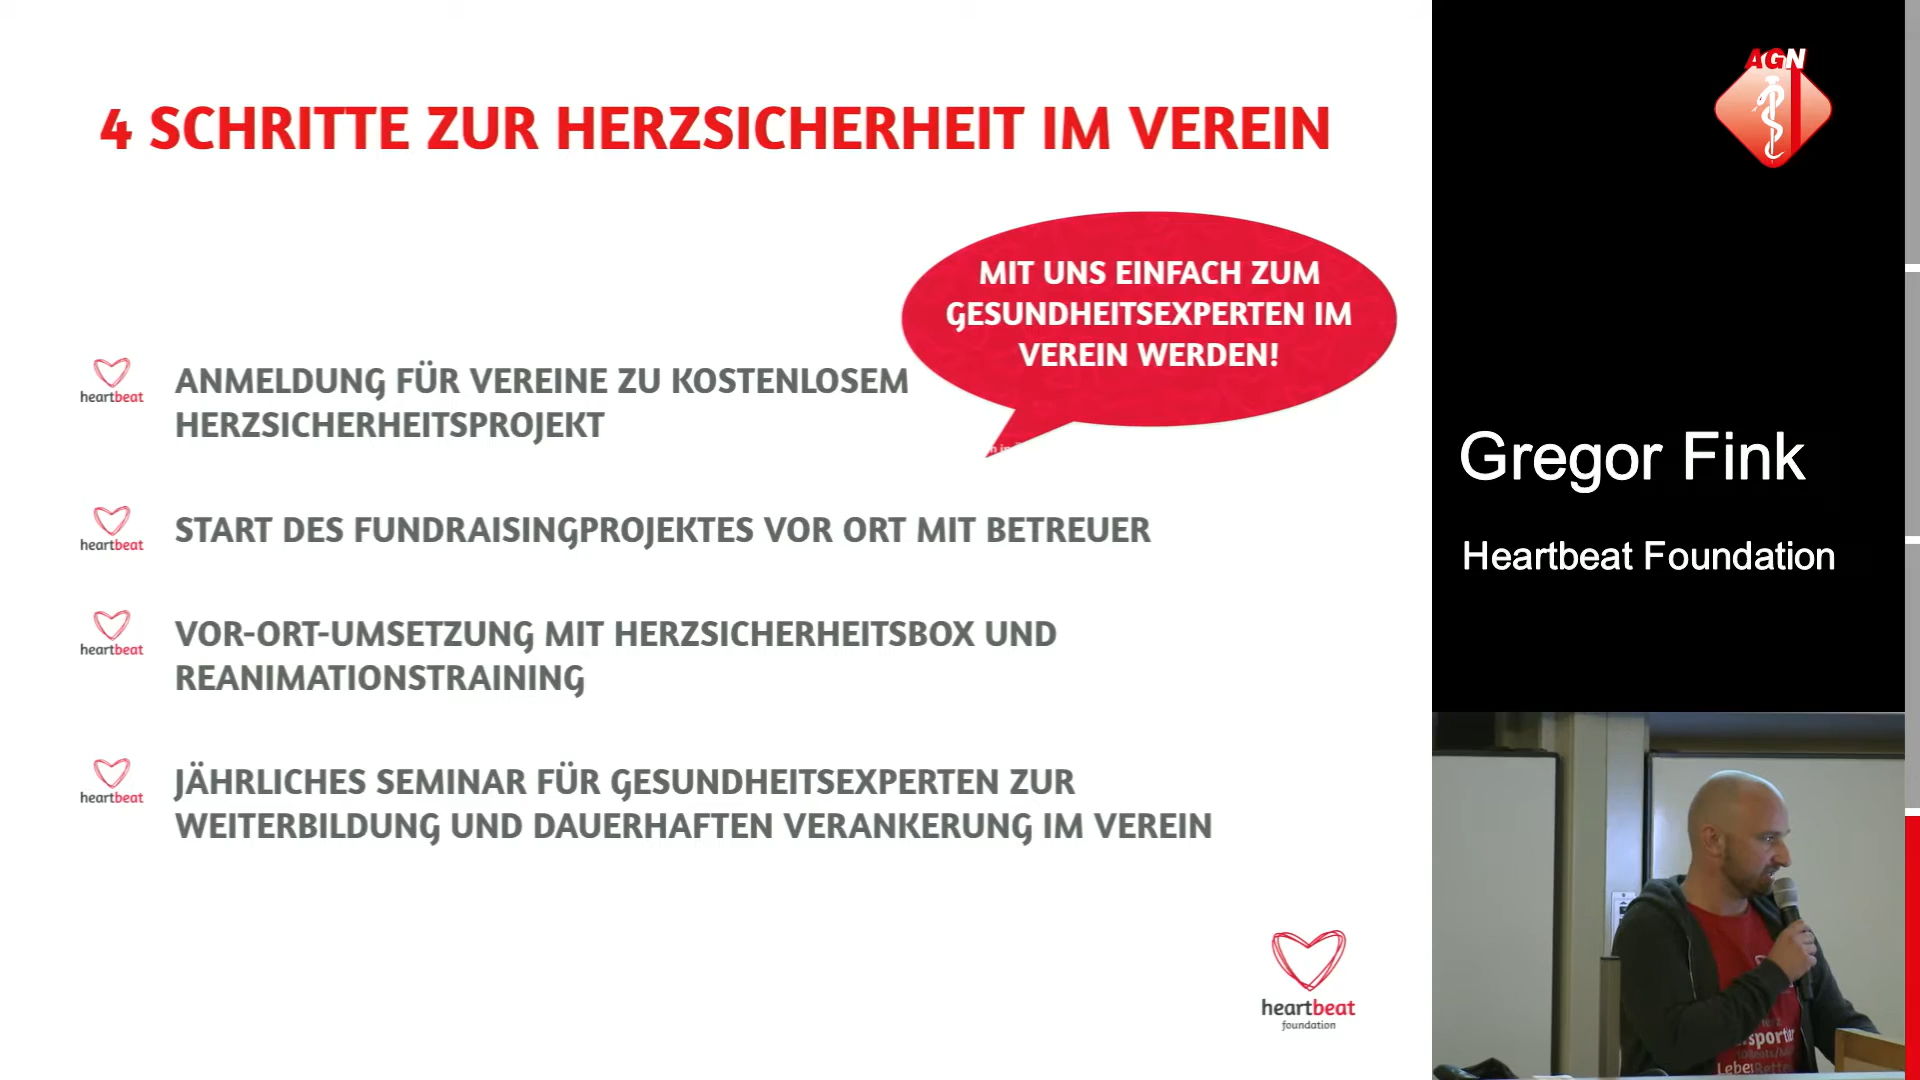 4 SCHRITTE ZUR HERZSICHERHEIT IM VEREIN
MIT UNS EINFACH ZUM
GESUNDHEITSEXPERTEN IM
VEREIN WERDEN!
heartbeat
ANMELDUNG FÜR VEREINE ZU KOSTENLOSEM
HERZSICHERHEITSPROJEKT
heartbeat
START DES FUNDRAISINGPROJEKTES VOR ORT MIT BETREUER
heartbeat
VOR-ORT-UMSETZUNG MIT HERZSICHERHEITSBOX UND
REANIMATIONSTRAINING
heartbeat
JÄHRLICHES SEMINAR FÜR GESUNDHEITSEXPERTEN ZUR
WEITERBILDUNG UND DAUERHAFTEN VERANKERUNG IM VEREIN
heartbeat
foundation
AGN
Gregor Fink
Heartbeat Foundation